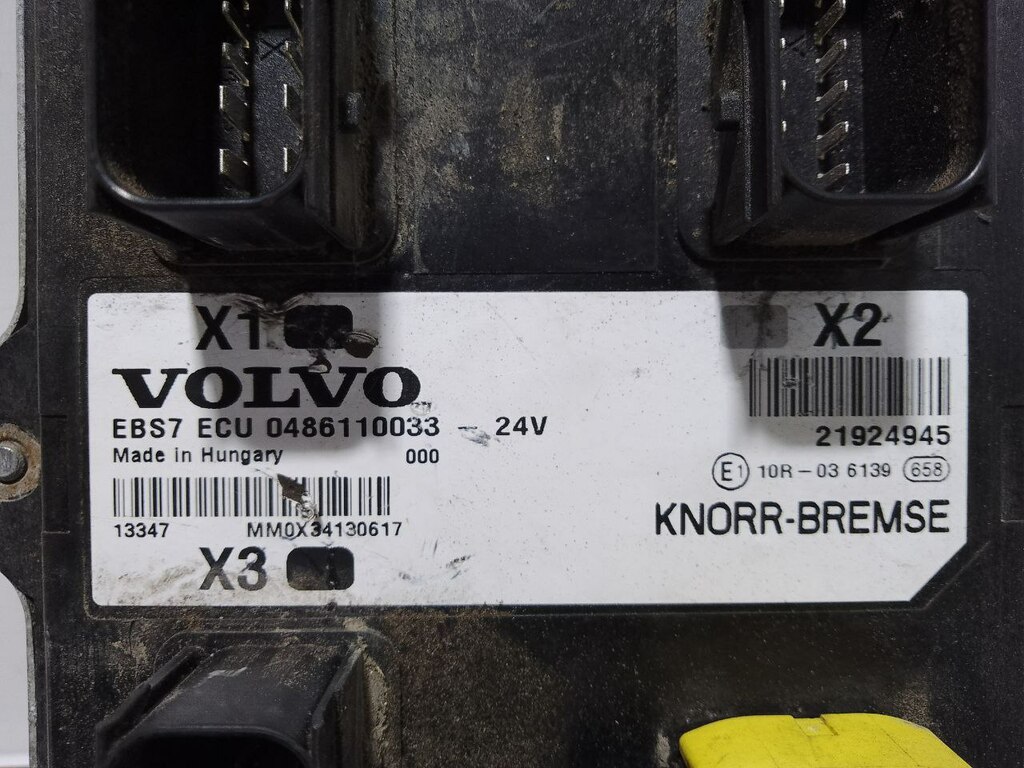 X1
X2
VOLVO
EBS7 ECU 0486110033 - 24V
21924945
Made in Hungary 000
E1 10R-03 6139 658
13347 MM0X34130617
KNORR-BREMSE
X3